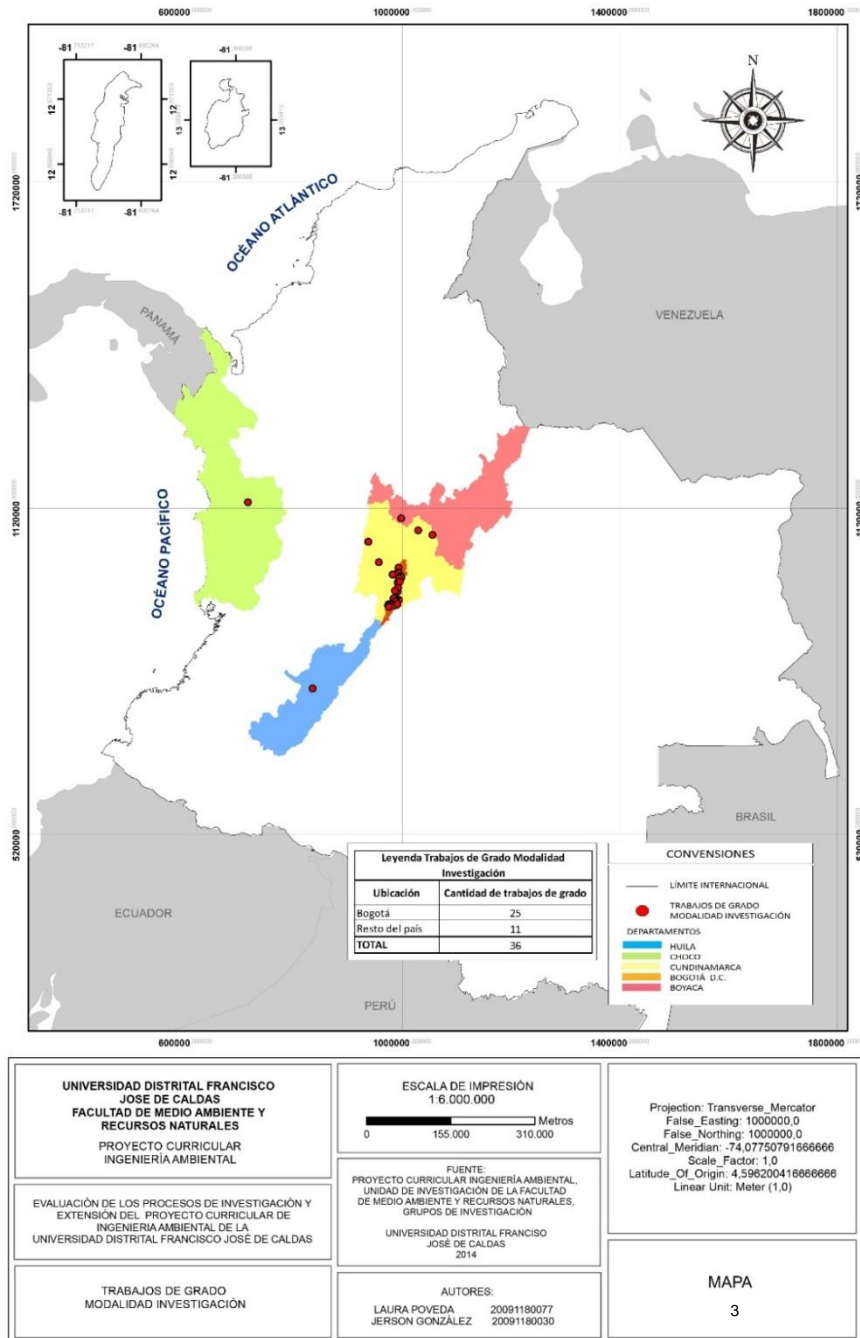 600000
1000000
1400000
1800000
-81
-81
-81
12
12
12
12
13
13
-81
-81
-81
N
1720000
1720000
OCÉANO ATLÁNTICO
PANAMÁ
VENEZUELA
1120000
1120000
OCÉANO PACÍFICO
520000
520000
BRASIL
ECUADOR
PERÚ
Leyenda Trabajos de Grado Modalidad
Investigación
Ubicación Cantidad de trabajos de grado
Bogotá 25
Resto del país 11
TOTAL 36
CONVENSIONES
LÍMITE INTERNACIONAL
TRABAJOS DE GRADO
MODALIDAD INVESTIGACIÓN
DEPARTAMENTOS
HUILA
CHOCO
CUNDINAMARCA
BOGOTÁ D.C.
BOYACA
600000
1000000
1400000
1800000
UNIVERSIDAD DISTRITAL FRANCISCO
JOSE DE CALDAS
FACULTAD DE MEDIO AMBIENTE Y
RECURSOS NATURALES
PROYECTO CURRICULAR
INGENIERÍA AMBIENTAL
EVALUACIÓN DE LOS PROCESOS DE INVESTIGACIÓN Y
EXTENSIÓN DEL PROYECTO CURRICULAR DE
INGENIERIA AMBIENTAL DE LA
UNIVERSIDAD DISTRITAL FRANCISCO JOSÉ DE CALDAS
TRABAJOS DE GRADO
MODALIDAD INVESTIGACIÓN
ESCALA DE IMPRESIÓN
1:6.000.000
Metros
0 155.000 310.000
FUENTE:
PROYECTO CURRICULAR INGENIERÍA AMBIENTAL,
UNIDAD DE INVESTIGACIÓN DE LA FACULTAD
DE MEDIO AMBIENTE Y RECURSOS NATURALES,
GRUPOS DE INVESTIGACIÓN
UNIVERSIDAD DISTRITAL FRANCISO
JOSÉ DE CALDAS
2014
AUTORES:
LAURA POVEDA 20091180077
JERSON GONZÁLEZ 20091180030
Projection: Transverse_Mercator
False_Easting: 1000000,0
False_Northing: 1000000,0
Central_Meridian: -74,07750791666666
Scale_Factor: 1,0
Latitude_Of_Origin: 4,596200416666666
Linear Unit: Meter (1,0)
MAPA
3